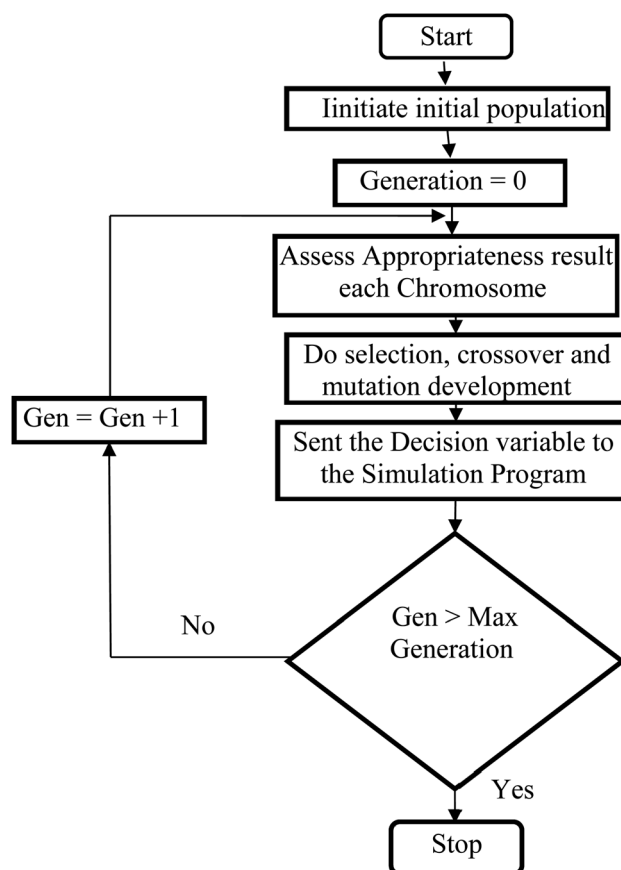 Start
Iinitiate initial population
Generation = 0
Assess Appropriateness result
each Chromosome
Do selection, crossover and
mutation development
Gen = Gen +1
Sent the Decision variable to
the Simulation Program
Gen > Max
Generation
No
Yes
Stop